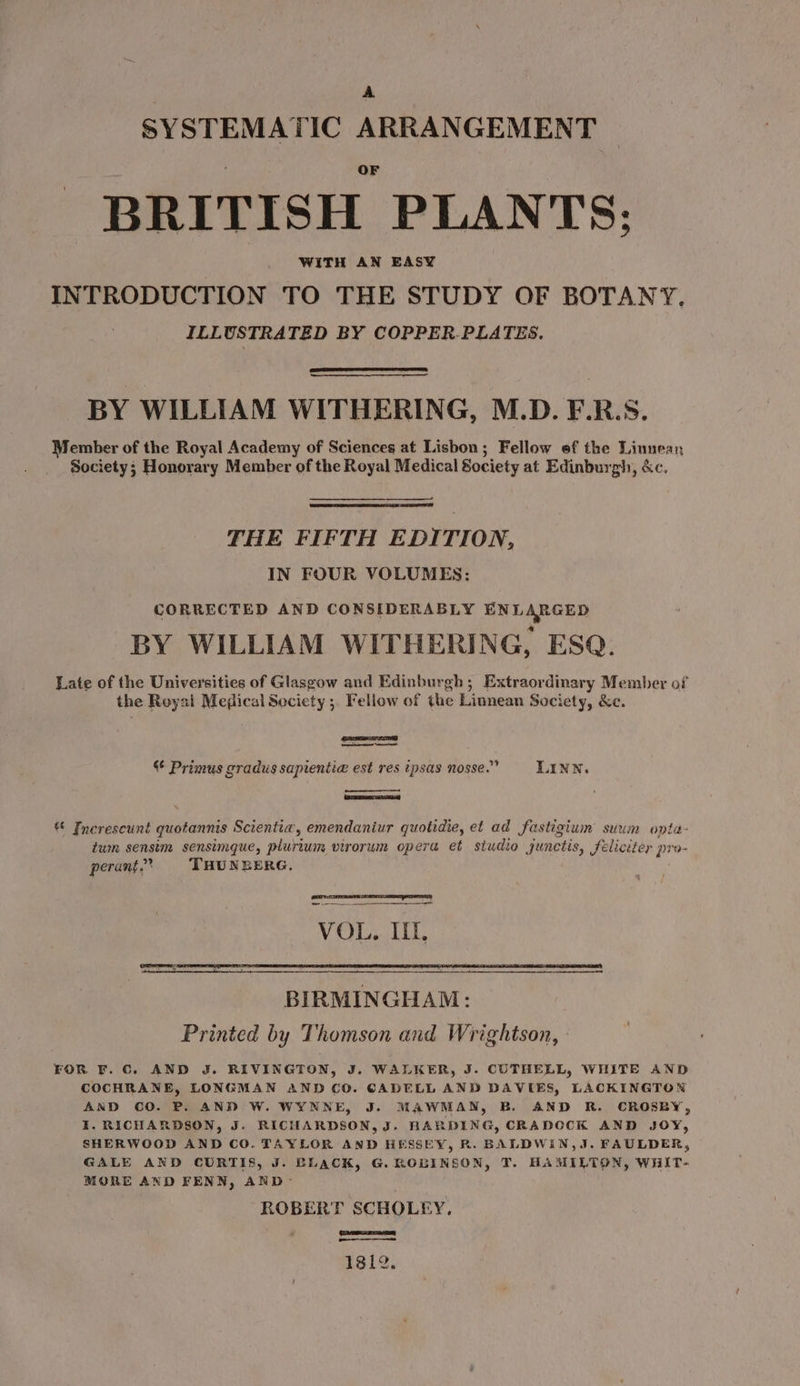 A
SYSTEMATIC ARRANGEMENT
OF
BRITISH PLANTS;
WITH AN EASY
INTRODUCTION TO THE STUDY OF BOTANY.
ILLUSTRATED BY COPPER-PLATES.
BY WILLIAM WITHERING, M.D. F.R.S.
Member of the Royal Academy of Sciences at Lisbon; Fellow of the Linnean
Society; Honorary Member of the Royal Medical Society at Edinburgh, &c.
THE FIFTH EDITION,
IN FOUR VOLUMES:
CORRECTED AND CONSIDERABLY ENLARGED
BY WILLIAM WITHERING, ESQ.
Late of the Universities of Glasgow and Edinburgh; Extraordinary Member of
the Royal Medical Society; Fellow of the Linnean Society, &c.
“ Primus gradus sapientiæ est res ipsas nosse.” LINN.
“ Increscunt quotannis Scientiæ, emendantur quotidie, et ad fastigium suum opta-
tum sensim sensimque, plurium virorum opera et studio junctis, feliciter pro-
perant.” THUNBERG.
VOL. III.
BIRMINGHAM:
Printed by Thomson and Wrightson,
FOR F. C. AND J. RIVINGTON, J. WALKER, J. CUTHELL, WHITE AND
COCHRANE, LONGMAN AND CO. CADELL AND DAVIES, LACKINGTON
AND CO. P. AND W. WYNNE, J. MAWMAN, B. AND R. CROSBY,
I. RICHARDSON, J. RICHARDSON, J. HARDING, CRADOCK AND JOY,
SHERWOOD AND CO. TAYLOR AND HESSEY, R. BALDWIN, J. FAULDER,
GALE AND CURTIS, J. BLACK, G. ROBINSON, T. HAMILTON, WHIT-
MORE AND FENN, AND
ROBERT SCHOLEY.
1812.